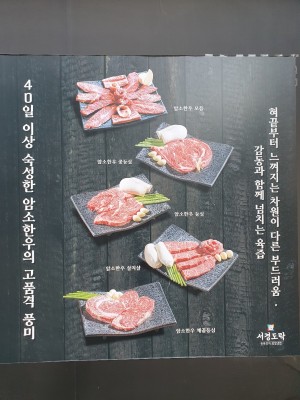 40일 이상 숙성한 암소한우의 고품격 풍미
혀끝부터 느껴지는 차원이 다른 부드러움 ·
감동과 함께 넘치는 육즙
암소한우 모듬
암소한우 꽃등심
암소한우 등심
암소한우 살치살
암소한우 채끝등심
서경도락